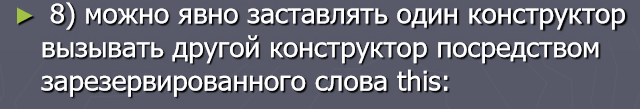 ► 8) можно явно заставлять один конструктор
вызывать другой конструктор посредством
зарезервированного слова this: